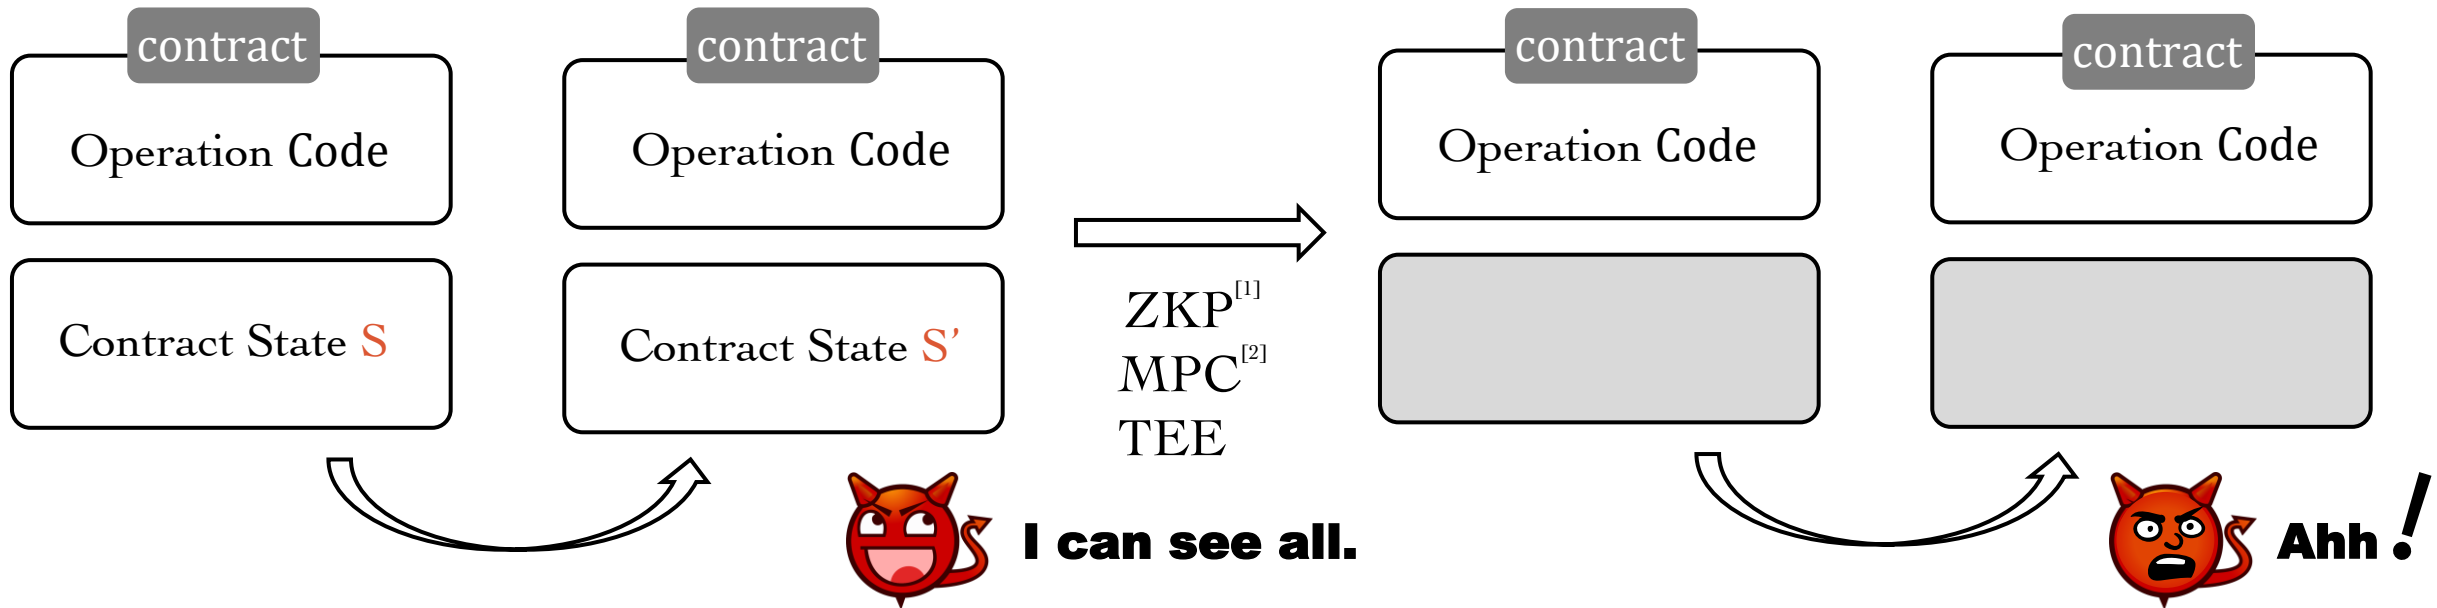 contract
Operation Code
Contract State S
contract
Operation Code
Contract State S’
ZKP[1]
MPC[2]
TEE
I can see all.
contract
Operation Code
contract
Operation Code
Ahh!